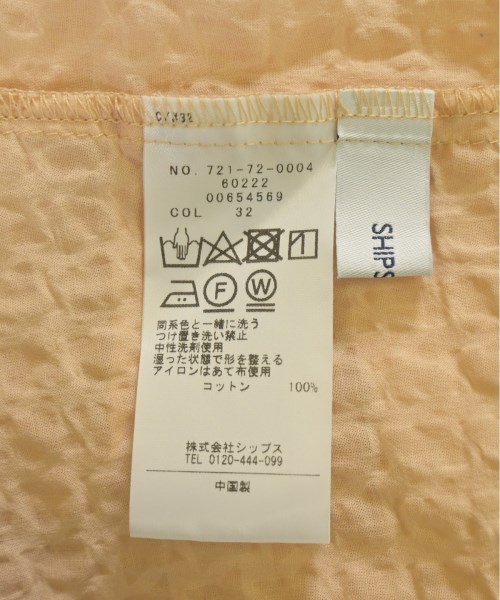 NO. 721-72-0004
60222
00654569
COL 32
F
W
同系色と一緒に洗う
つけ置き洗い禁止
中性洗剤使用
湿った状態で形を整える
アイロンはあて布使用
コットン 100%
株式会社シップス
TEL 0120-444-099
中国製
SHIPS